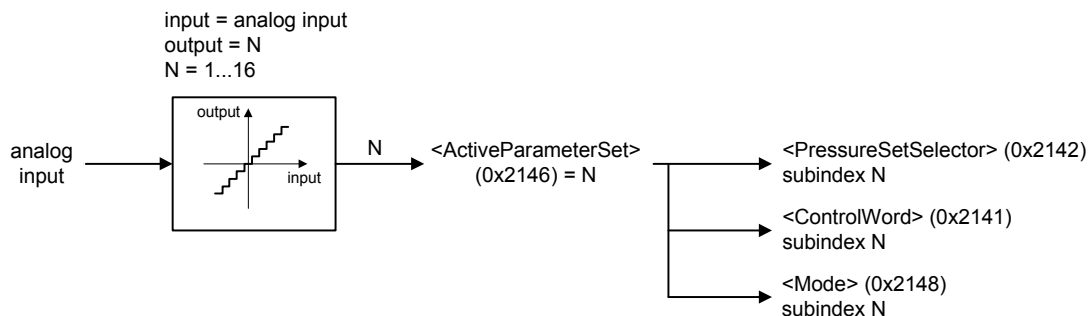 input = analog input
output = N
N = 1...16
output
input
analog
input
N
<ActiveParameterSet>
(0x2146) = N
<PressureSetSelector> (0x2142)
subindex N
<ControlWord> (0x2141)
subindex N
<Mode> (0x2148)
subindex N